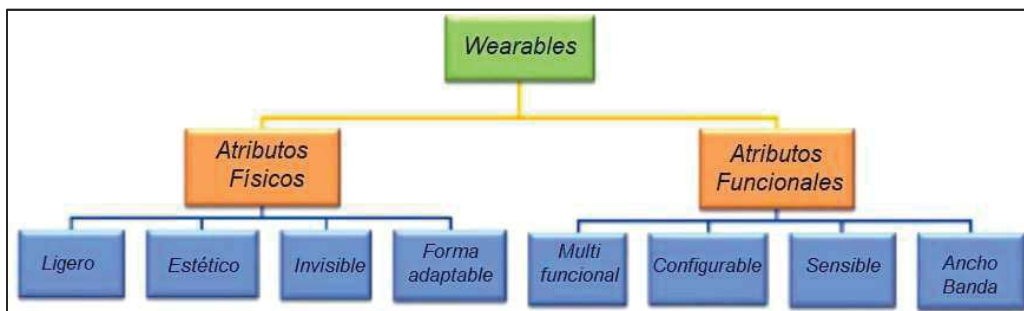 Wearables
Atributos
Físicos
Atributos
Funcionales
Ligero
Estético
Invisible
Forma
adaptable
Multi
funcional
Configurable
Sensible
Ancho
Banda